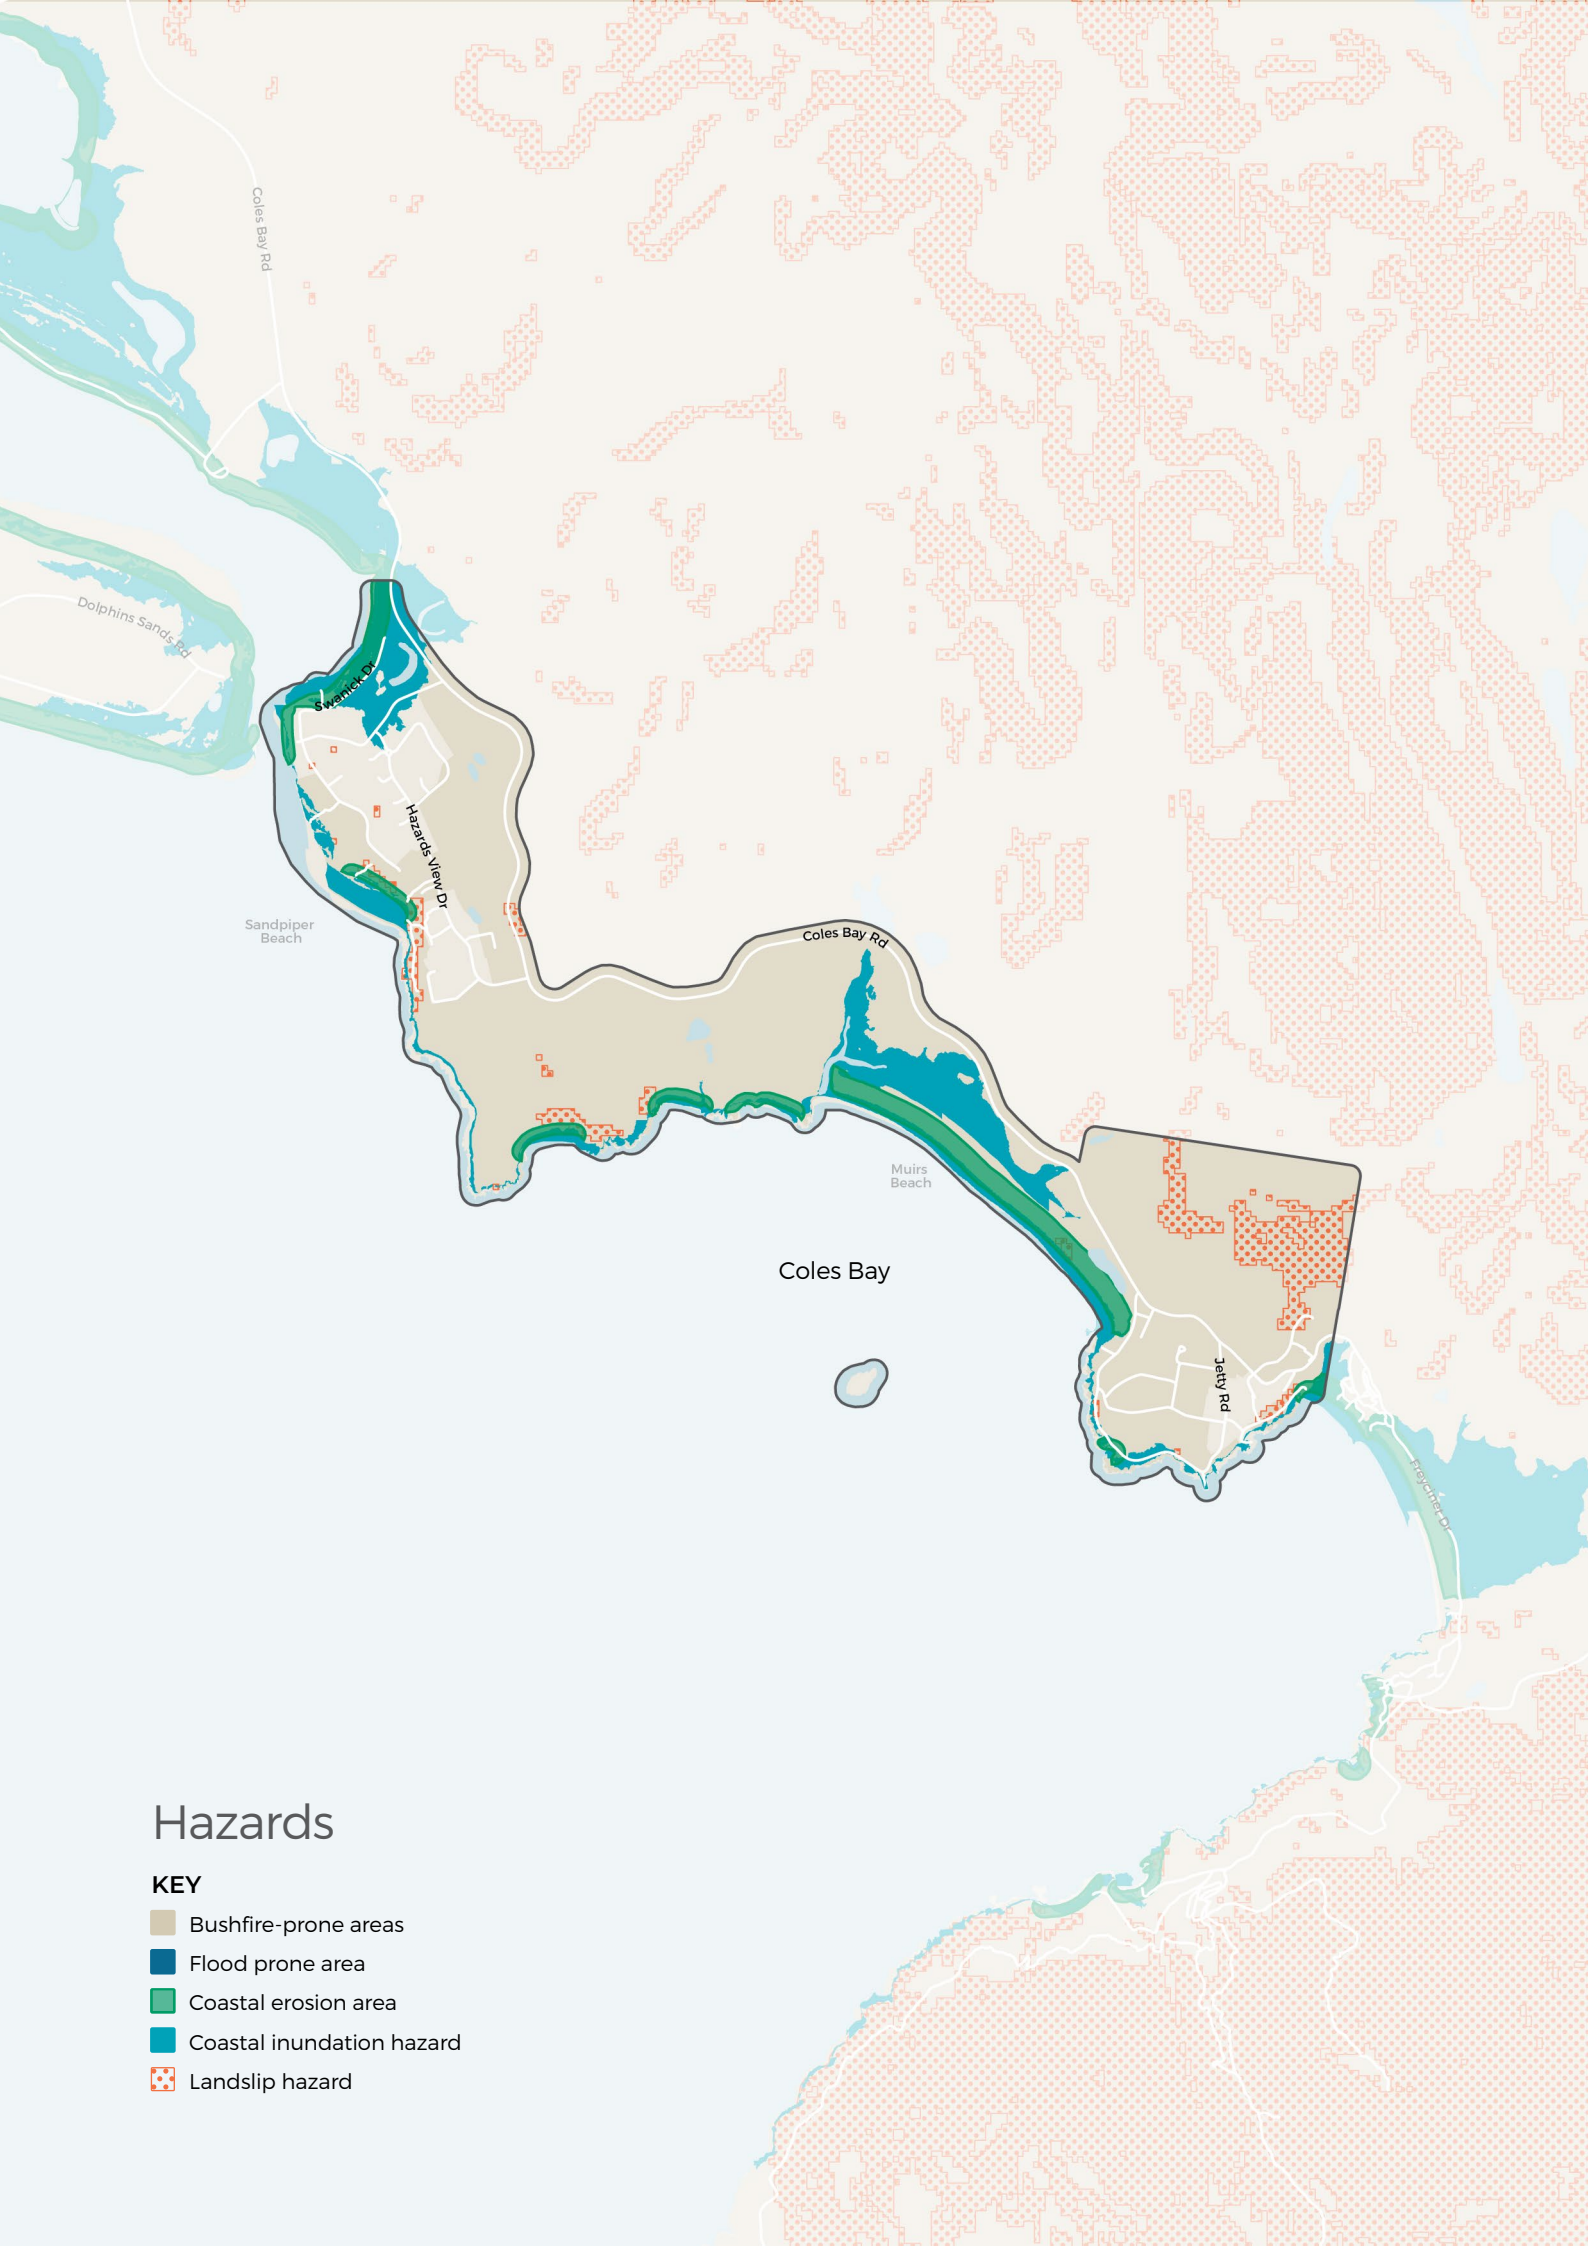 Coles Bay Rd
Dolphins Sands Rd
Swanick Dr
Hazards View Dr
Sandpiper
Beach
Coles Bay Rd
Muirs
Beach
Coles Bay
Jetty Rd
Freycinet Dr
Hazards
KEY
Bushfire-prone areas
Flood prone area
Coastal erosion area
Coastal inundation hazard
Landslip hazard